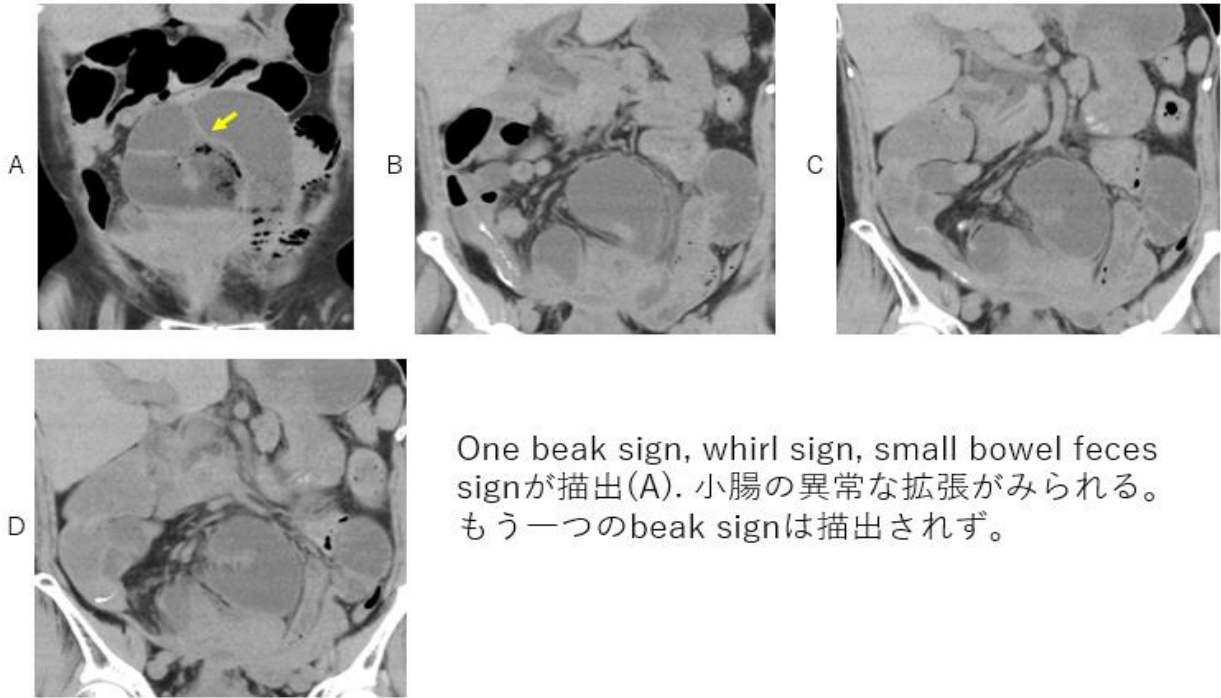 A
B
C
D
One beak sign, whirl sign, small bowel feces
signが描出(A). 小腸の異常な拡張がみられる。
もう一つのbeak signは描出されず。